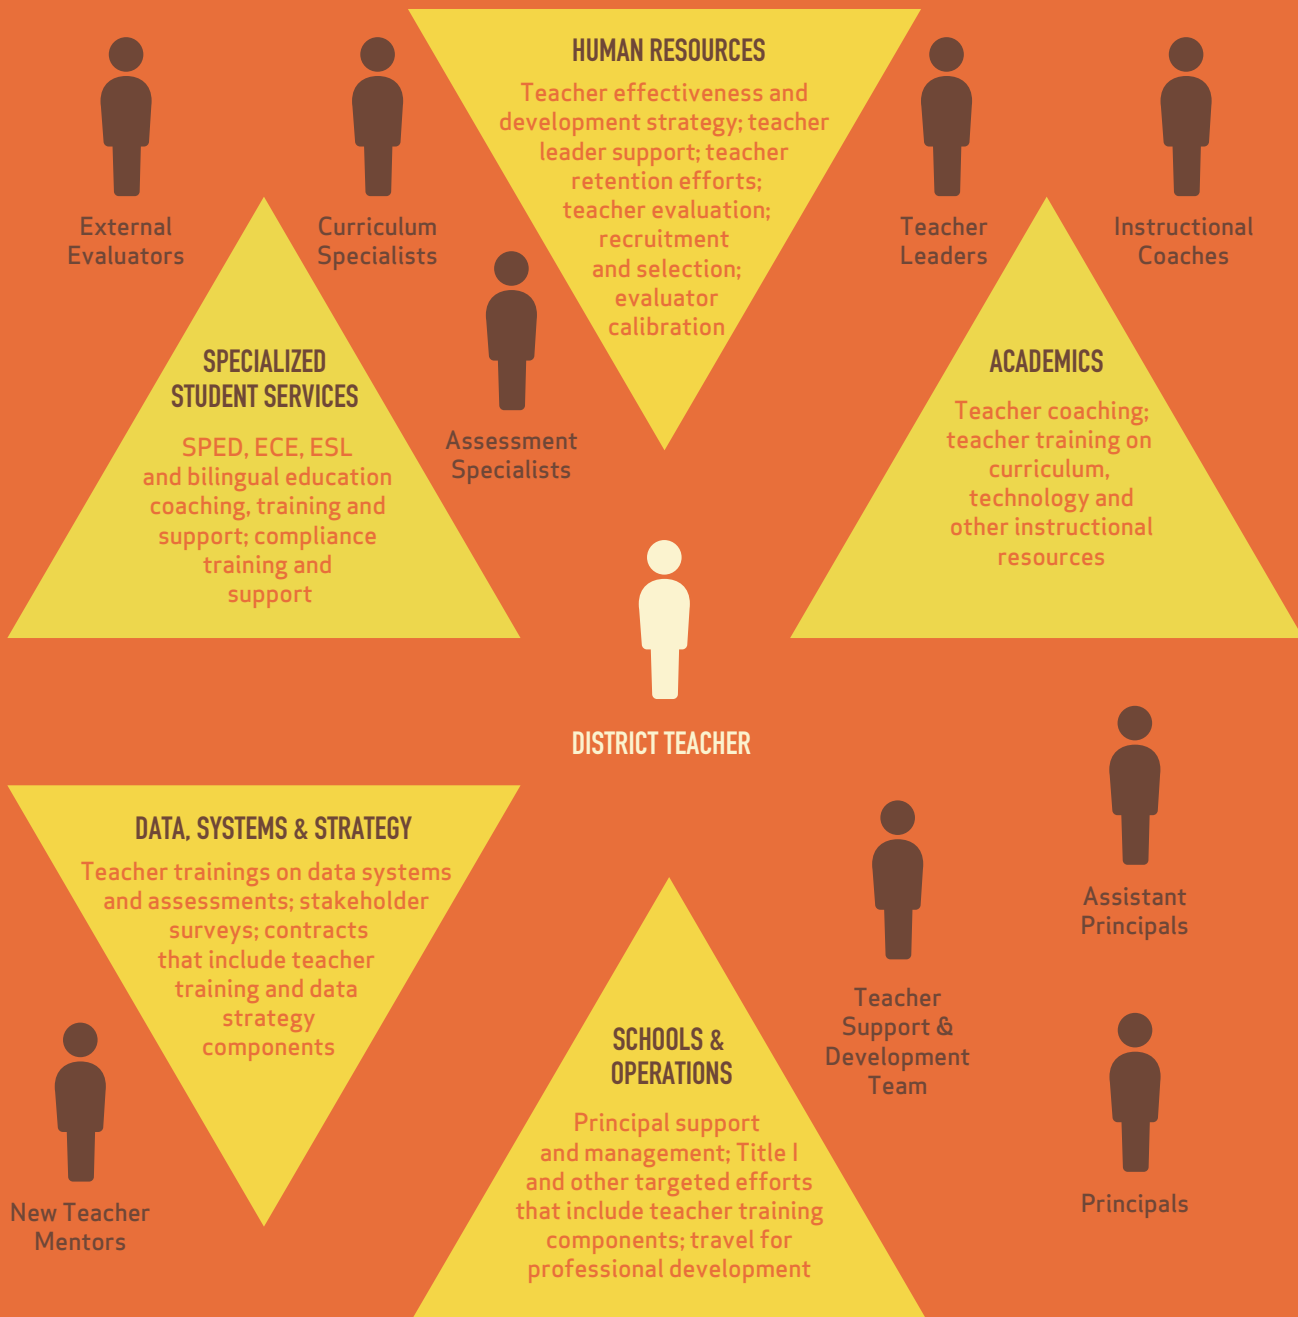 HUMAN RESOURCES
Teacher effectiveness and
development strategy; teacher
leader support; teacher
retention efforts;
teacher evaluation;
recruitment
and selection;
evaluator
calibration
External
Evaluators
Curriculum
Specialists
Teacher
Leaders
Instructional
Coaches
SPECIALIZED
STUDENT SERVICES
SPED, ECE, ESL
and bilingual education
coaching, training and
support; compliance
training and
support
Assessment
Specialists
ACADEMICS
Teacher coaching;
teacher training on
curriculum,
technology and
other instructional
resources
DISTRICT TEACHER
DATA, SYSTEMS & STRATEGY
Teacher trainings on data systems
and assessments; stakeholder
surveys; contracts
that include teacher
training and data
strategy
components
New Teacher
Mentors
SCHOOLS &
OPERATIONS
Principal support
and management; Title I
and other targeted efforts
that include teacher training
components; travel for
professional development
Teacher
Support &
Development
Team
Assistant
Principals
Principals